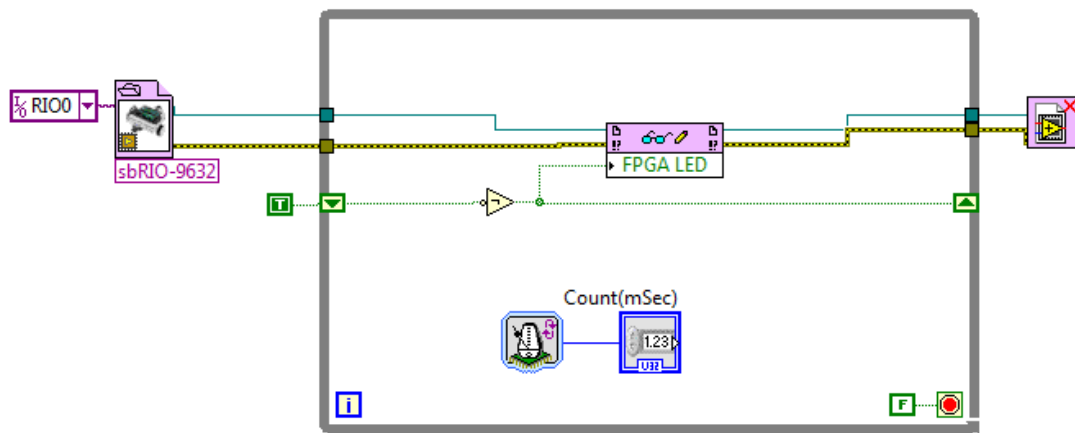 I/O RIO0
sbRIO-9632
FPGA LED
T
Count(mSec)
1.23
U32
i
F